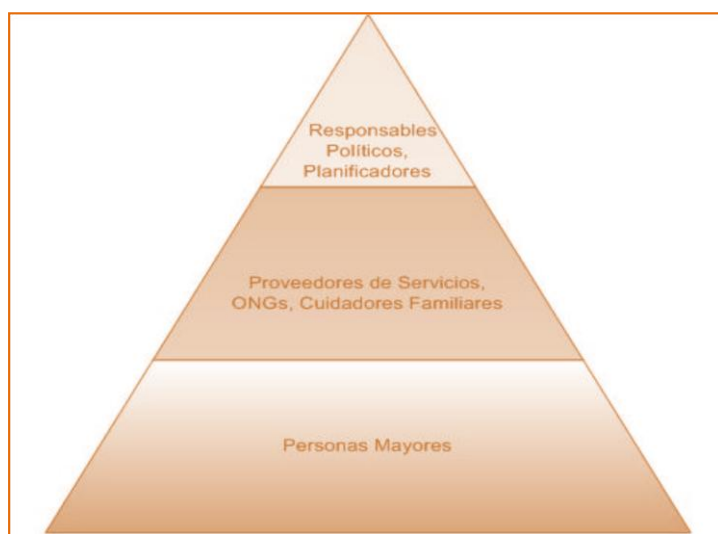 Responsables
Políticos,
Planificadores
Proveedores de Servicios,
ONGs, Cuidadores Familiares
Personas Mayores